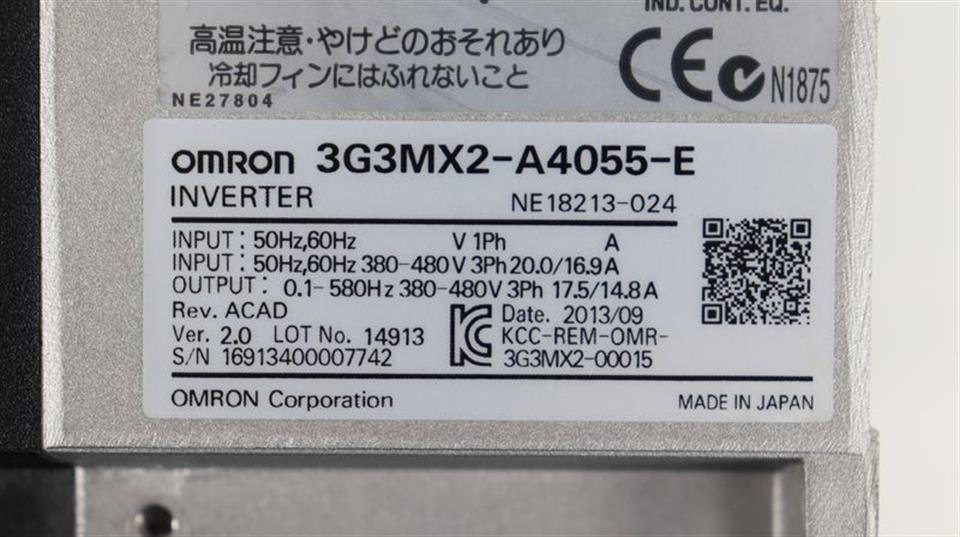 IND. CONT. EQ.
高温注意・やけどのおそれあり
冷却フィンにはふれないこと
NE27804
CE N1875
omron 3G3MX2-A4055-E
INVERTER NE18213-024
INPUT: 50Hz,60Hz V 1Ph A
INPUT: 50Hz,60Hz 380-480V 3Ph 20.0/16.9A
OUTPUT: 0.1-580Hz 380-480V 3Ph 17.5/14.8A
Rev. ACAD Date. 2013/09
Ver. 2.0 LOT No. 14913 KCC-REM-OMR-
S/N 16913400007742 3G3MX2-00015
OMRON Corporation MADE IN JAPAN